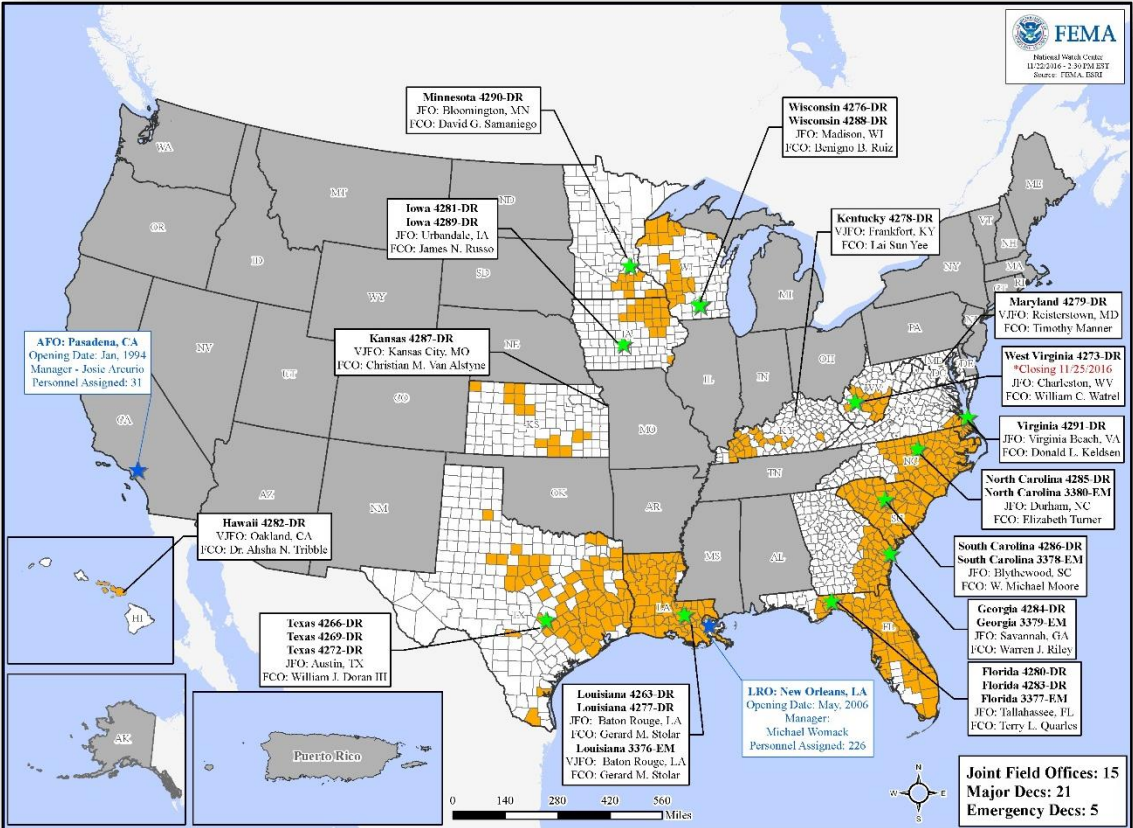 FEMA
National Watch Center
11/22/2016 - 2:30 PM EST
Source: FEMA, ESRI
Minnesota 4290-DR
JFO: Bloomington, MN
FCO: David G. Samaniego
Wisconsin 4276-DR
Wisconsin 4288-DR
JFO: Madison, WI
FCO: Benigno B. Ruiz
Iowa 4281-DR
Iowa 4289-DR
JFO: Urbandale, IA
FCO: James N. Russo
Kentucky 4278-DR
VJFO: Frankfort, KY
FCO: Lai Sun Yee
Maryland 4279-DR
VJFO: Reisterstown, MD
FCO: Timothy Manner
West Virginia 4273-DR
*Closing 11/25/2016
JFO: Charleston, WV
FCO: William C. Watrel
Virginia 4291-DR
JFO: Virginia Beach, VA
FCO: Donald L. Keldsen
North Carolina 4285-DR
North Carolina 3380-EM
JFO: Durham, NC
FCO: Elizabeth Turner
South Carolina 4286-DR
South Carolina 3378-EM
JFO: Blythewood, SC
FCO: W. Michael Moore
Georgia 4284-DR
Georgia 3379-EM
JFO: Savannah, GA
FCO: Warren J. Riley
Florida 4280-DR
Florida 4283-DR
Florida 3377-EM
JFO: Tallahassee, FL
FCO: Terry L. Quarles
Kansas 4287-DR
VJFO: Kansas City, MO
FCO: Christian M. Van Alstyne
AFO: Pasadena, CA
Opening Date: Jan, 1994
Manager - Josie Arcurio
Personnel Assigned: 31
Hawaii 4282-DR
VJFO: Oakland, CA
FCO: Dr. Ahsha N. Tribble
Texas 4266-DR
Texas 4269-DR
Texas 4272-DR
JFO: Austin, TX
FCO: William J. Doran III
Louisiana 4263-DR
Louisiana 4277-DR
JFO: Baton Rouge, LA
FCO: Gerard M. Stolar
Louisiana 3376-EM
VJFO: Baton Rouge, LA
FCO: Gerard M. Stolar
LRO: New Orleans, LA
Opening Date: May, 2006
Manager:
Michael Womack
Personnel Assigned: 226
WA
OR
ID
MT
ND
SD
WY
NV
UT
CO
CA
AZ
NM
NE
KS
OK
MO
AR
IA
WI
MI
IL
IN
OH
KY
TN
MS
AL
LA
FL
NC
PA
NY
VT
NH
ME
MA
RI
CT
NJ
MD
DE
DC
HI
AK
Puerto Rico
0 140 280 420 560
Miles
N
W E
S
Joint Field Offices: 15
Major Decs: 21
Emergency Decs: 5